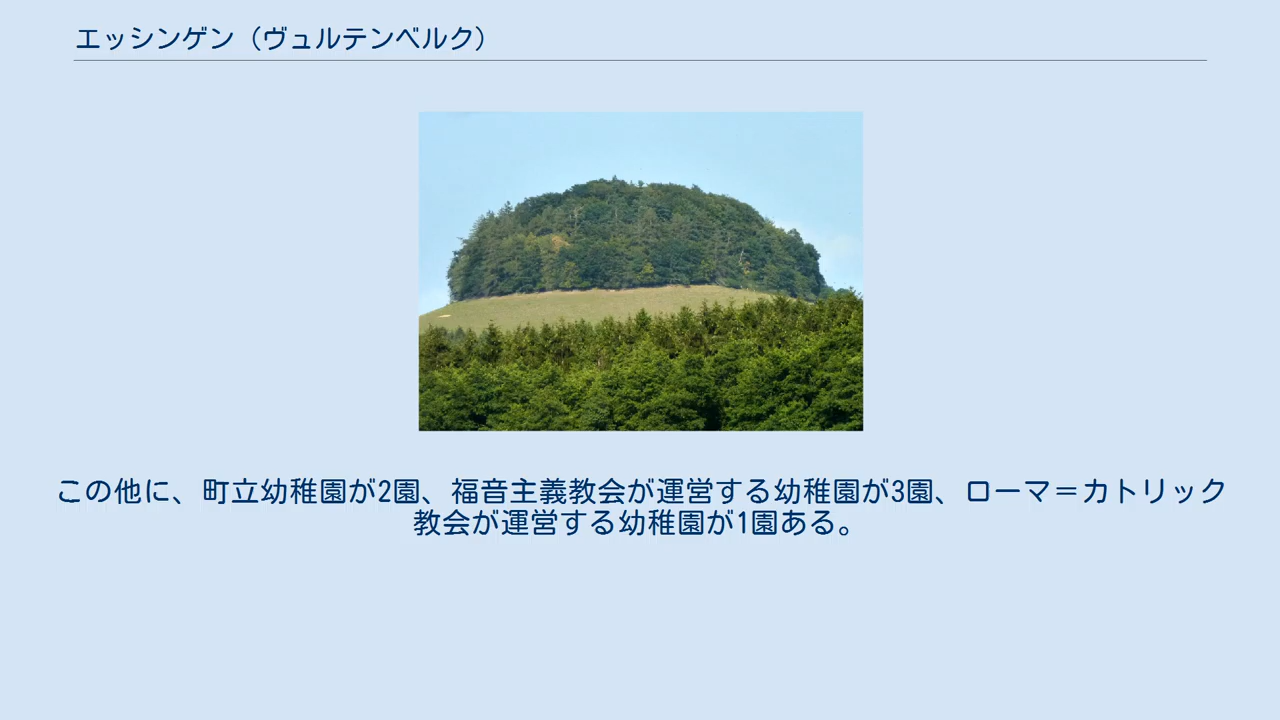 エッシンゲン（ヴュルテンベルク）
この他に、町立幼稚園が2園、福音主義教会が運営する幼稚園が3園、ローマ＝カトリック
教会が運営する幼稚園が1園ある。